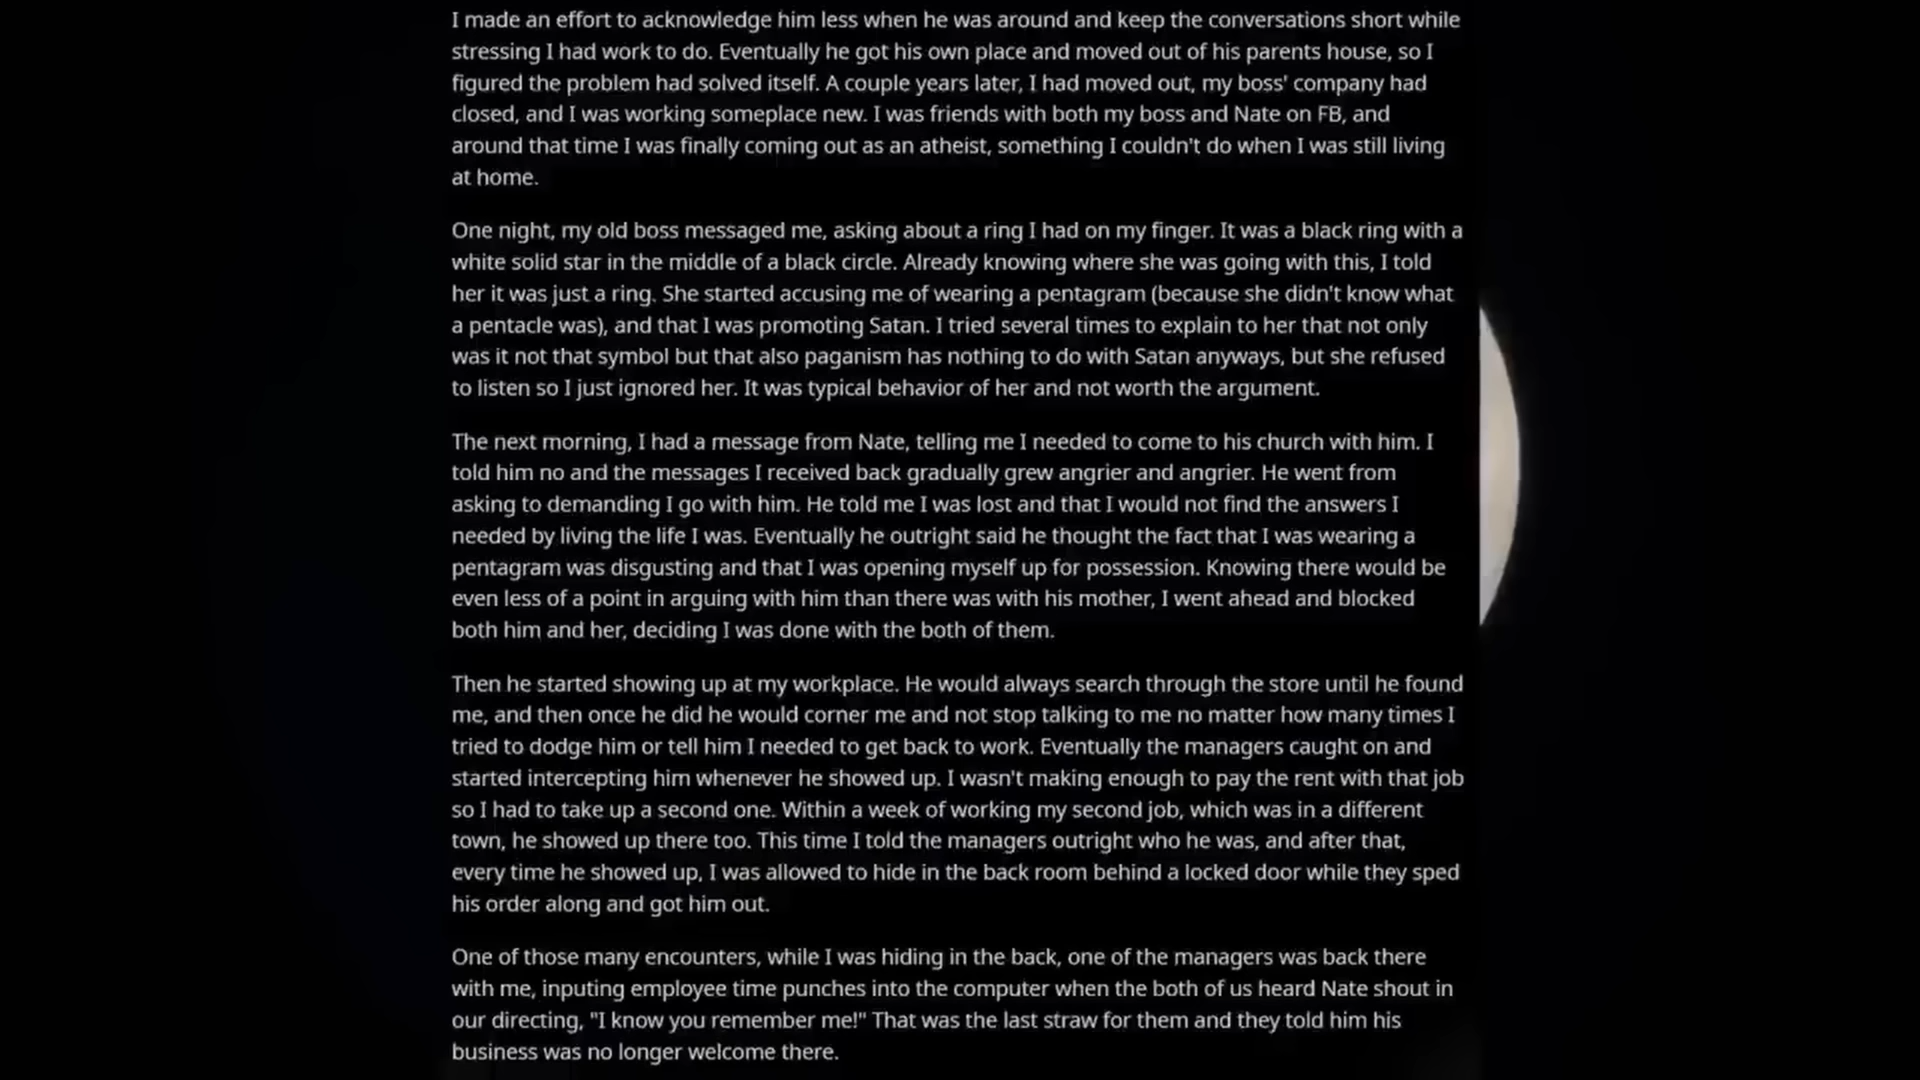 I made an effort to acknowledge him less when he was around and keep the conversations short while
stressing I had work to do. Eventually he got his own place and moved out of his parents house, so I
figured the problem had solved itself. A couple years later, I had moved out, my boss' company had
closed, and I was working someplace new. I was friends with both my boss and Nate on FB, and
around that time I was finally coming out as an atheist, something I couldn't do when I was still living
at home.
One night, my old boss messaged me, asking about a ring I had on my finger. It was a black ring with a
white solid star in the middle of a black circle. Already knowing where she was going with this, I told
her it was just a ring. She started accusing me of wearing a pentagram (because she didn't know what
a pentacle was), and that I was promoting Satan. I tried several times to explain to her that not only
was it not that symbol but that also paganism has nothing to do with Satan anyways, but she refused
to listen so I just ignored her. It was typical behavior of her and not worth the argument.
The next morning, I had a message from Nate, telling me I needed to come to his church with him. I
told him no and the messages I received back gradually grew angrier and angrier. He went from
asking to demanding I go with him. He told me I was lost and that I would not find the answers I
needed by living the life I was. Eventually he outright said he thought the fact that I was wearing a
pentagram was disgusting and that I was opening myself up for possession. Knowing there would be
even less of a point in arguing with him than there was with his mother, I went ahead and blocked
both him and her, deciding I was done with the both of them.
Then he started showing up at my workplace. He would always search through the store until he found
me, and then once he did he would corner me and not stop talking to me no matter how many times I
tried to dodge him or tell him I needed to get back to work. Eventually the managers caught on and
started intercepting him whenever he showed up. I wasn't making enough to pay the rent with that job
so I had to take up a second one. Within a week of working my second job, which was in a different
town, he showed up there too. This time I told the managers outright who he was, and after that,
every time he showed up, I was allowed to hide in the back room behind a locked door while they sped
his order along and got him out.
One of those many encounters, while I was hiding in the back, one of the managers was back there
with me, inputing employee time punches into the computer when the both of us heard Nate shout in
our directing, "I know you remember me!" That was the last straw for them and they told him his
business was no longer welcome there.